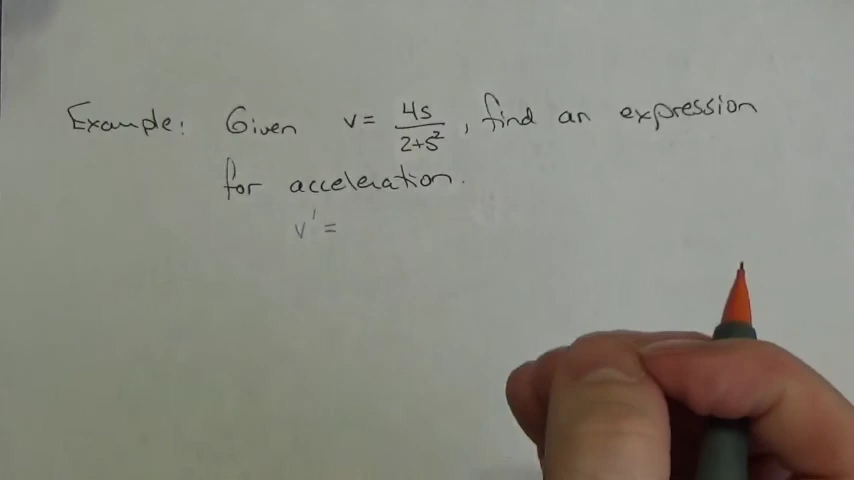 Example: Given v = 4s / 2+s², find an expression
for acceleration.
v' =